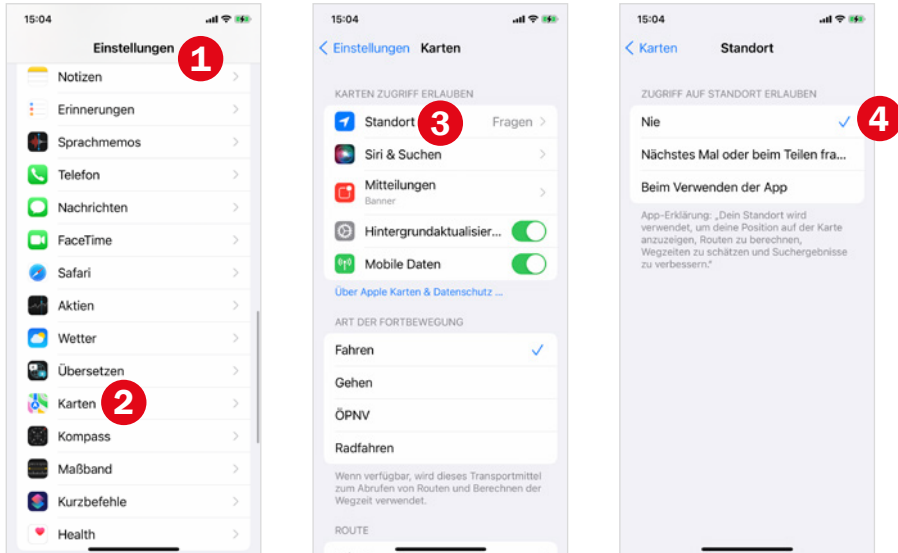 15:04
Einstellungen
1
Notizen
Erinnerungen
Sprachmemos
Telefon
Nachrichten
FaceTime
Safari
Aktien
Wetter
Übersetzen
Karten
2
Kompass
Maßband
Kurzbefehle
Health
15:04
Einstellungen Karten
KARTEN ZUGRIFF ERLAUBEN
Standort 3 Fragen
Siri & Suchen
Mitteilungen
Banner
Hintergrundaktualisier...
Mobile Daten
Über Apple Karten & Datenschutz ...
ART DER FORTBEWEGUNG
Fahren
Gehen
ÖPNV
Radfahren
Wenn verfügbar, wird dieses Transportmittel
zum Abrufen von Routen und Berechnen der
Wegzeit verwendet.
ROUTE
15:04
Karten Standort
ZUGRIFF AUF STANDORT ERLAUBEN
Nie
4
Nächstes Mal oder beim Teilen fra...
Beim Verwenden der App
App-Erklärung: „Dein Standort wird
verwendet, um deine Position auf der Karte
anzuzeigen, Routen zu berechnen,
Wegzeiten zu schätzen und Suchergebnisse
zu verbessern."